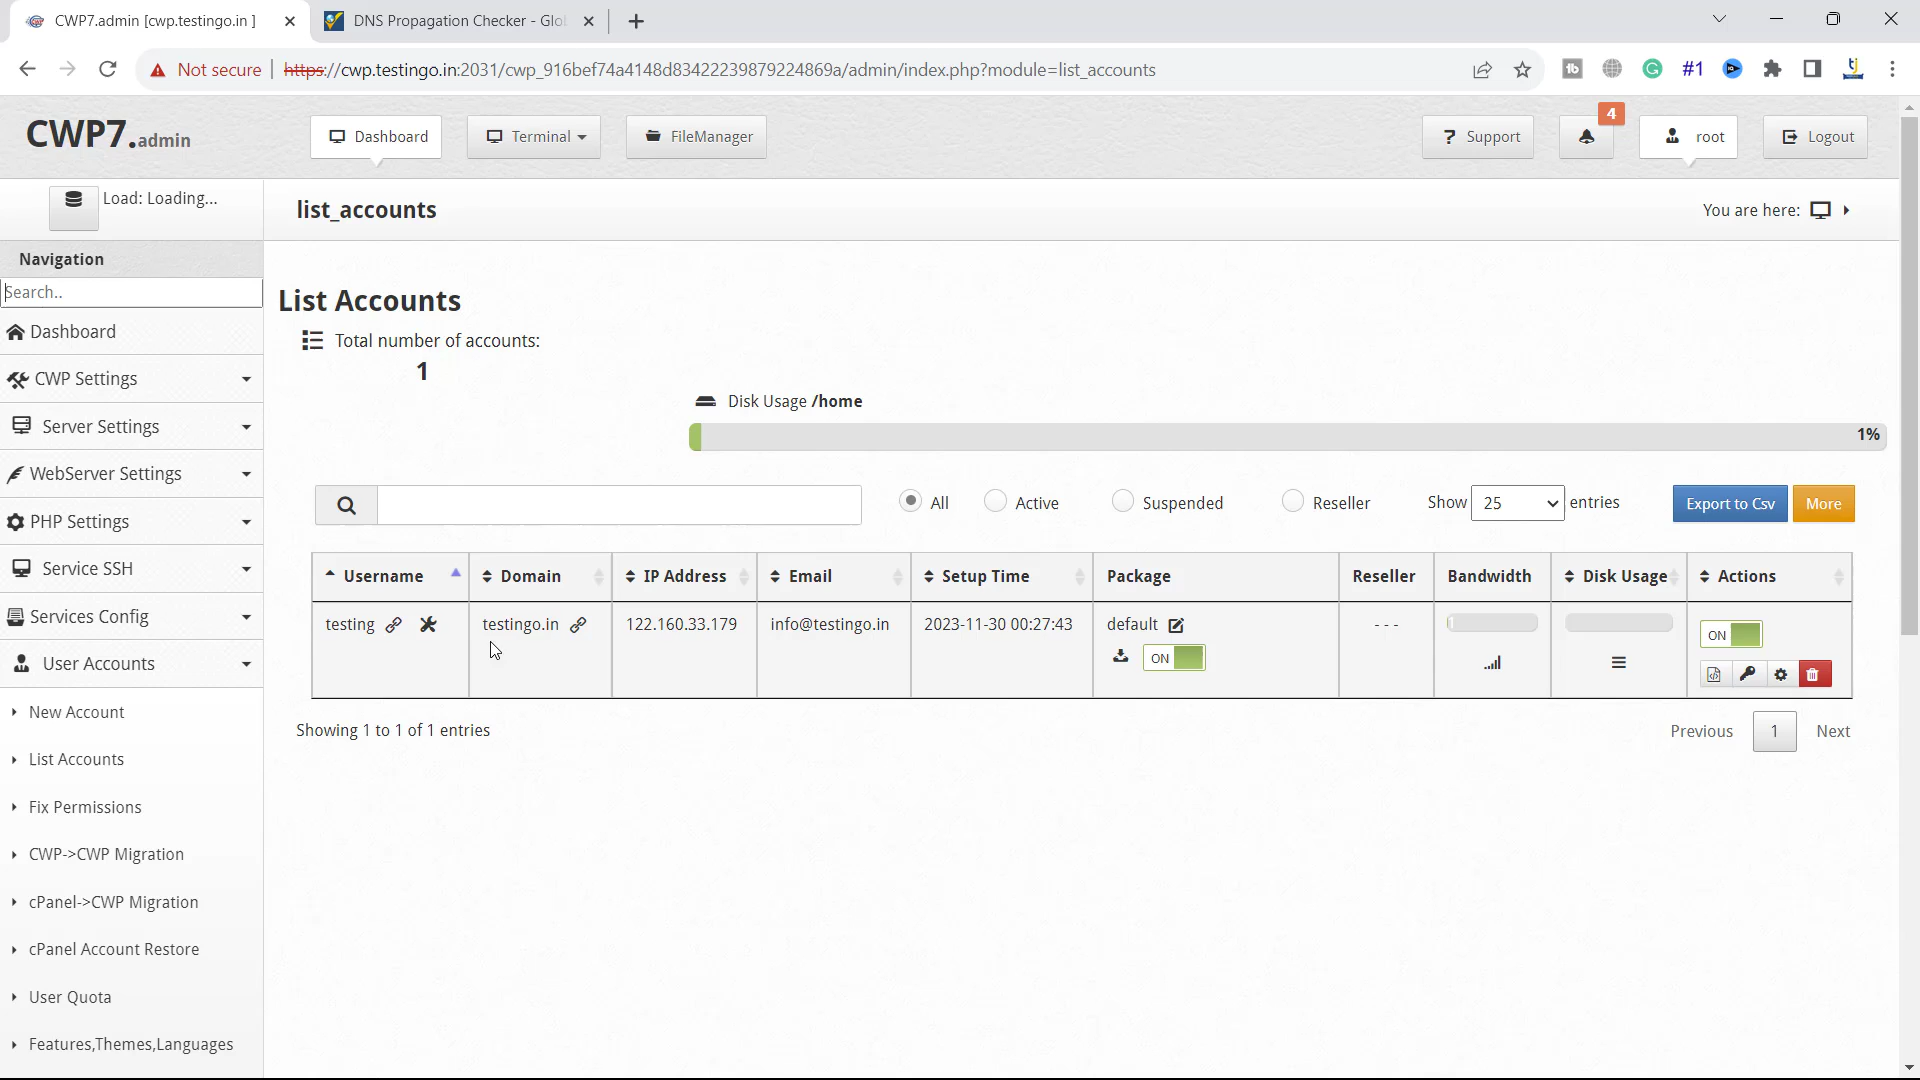 CWP7.admin [cwp.testingo.in ]
DNS Propagation Checker - Glo
Not secure
https://cwp.testingo.in:2031/cwp_916bef74a4148d83422239879224869a/admin/index.php?module=list_accounts
#1
CWP7.admin
Dashboard
Terminal
FileManager
? Support
4
root
Logout
Load: Loading...
list_accounts
You are here:
Navigation
Search..
Dashboard
CWP Settings
Server Settings
WebServer Settings
PHP Settings
Service SSH
Services Config
User Accounts
New Account
List Accounts
Fix Permissions
CWP->CWP Migration
cPanel->CWP Migration
cPanel Account Restore
User Quota
Features,Themes,Languages
List Accounts
Total number of accounts:
1
Disk Usage /home
1%
All
Active
Suspended
Reseller
Show 25 entries
Export to Csv
More
Username Domain IP Address Email Setup Time Package Reseller Bandwidth Disk Usage Actions
testing testingo.in 122.160.33.179 info@testingo.in 2023-11-30 00:27:43 default - - -
ON
ON
Showing 1 to 1 of 1 entries
Previous 1 Next